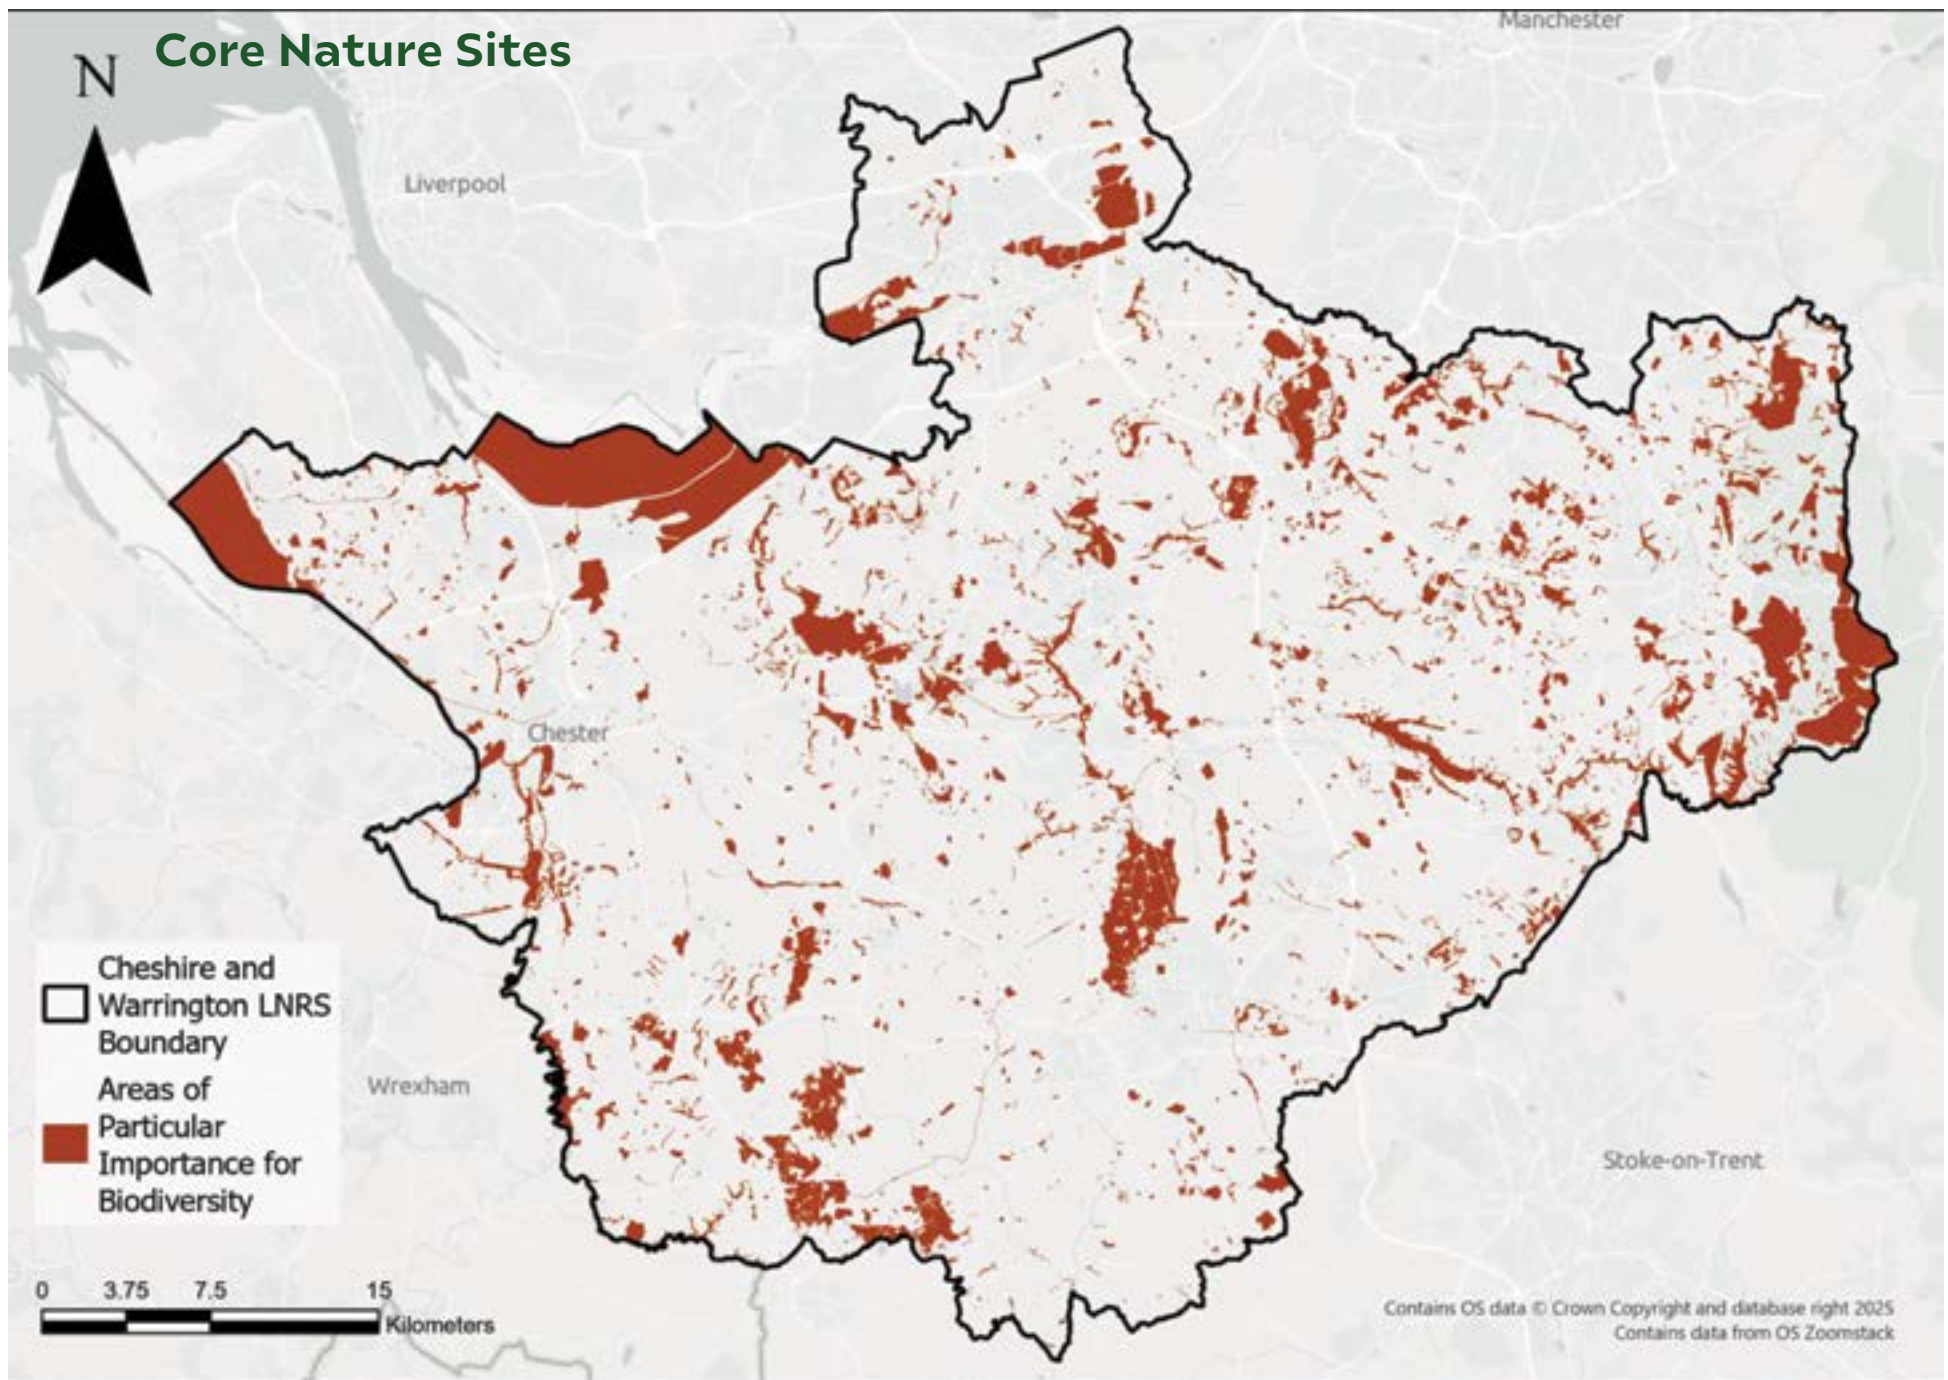 Core Nature Sites
N
Manchester
Liverpool
Chester
Wrexham
Stoke-on-Trent
Cheshire and
Warrington LNRS
Boundary
Areas of
Particular
Importance for
Biodiversity
0 3.75 7.5 15
Kilometers
Contains OS data © Crown Copyright and database right 2025
Contains data from OS Zoomstack